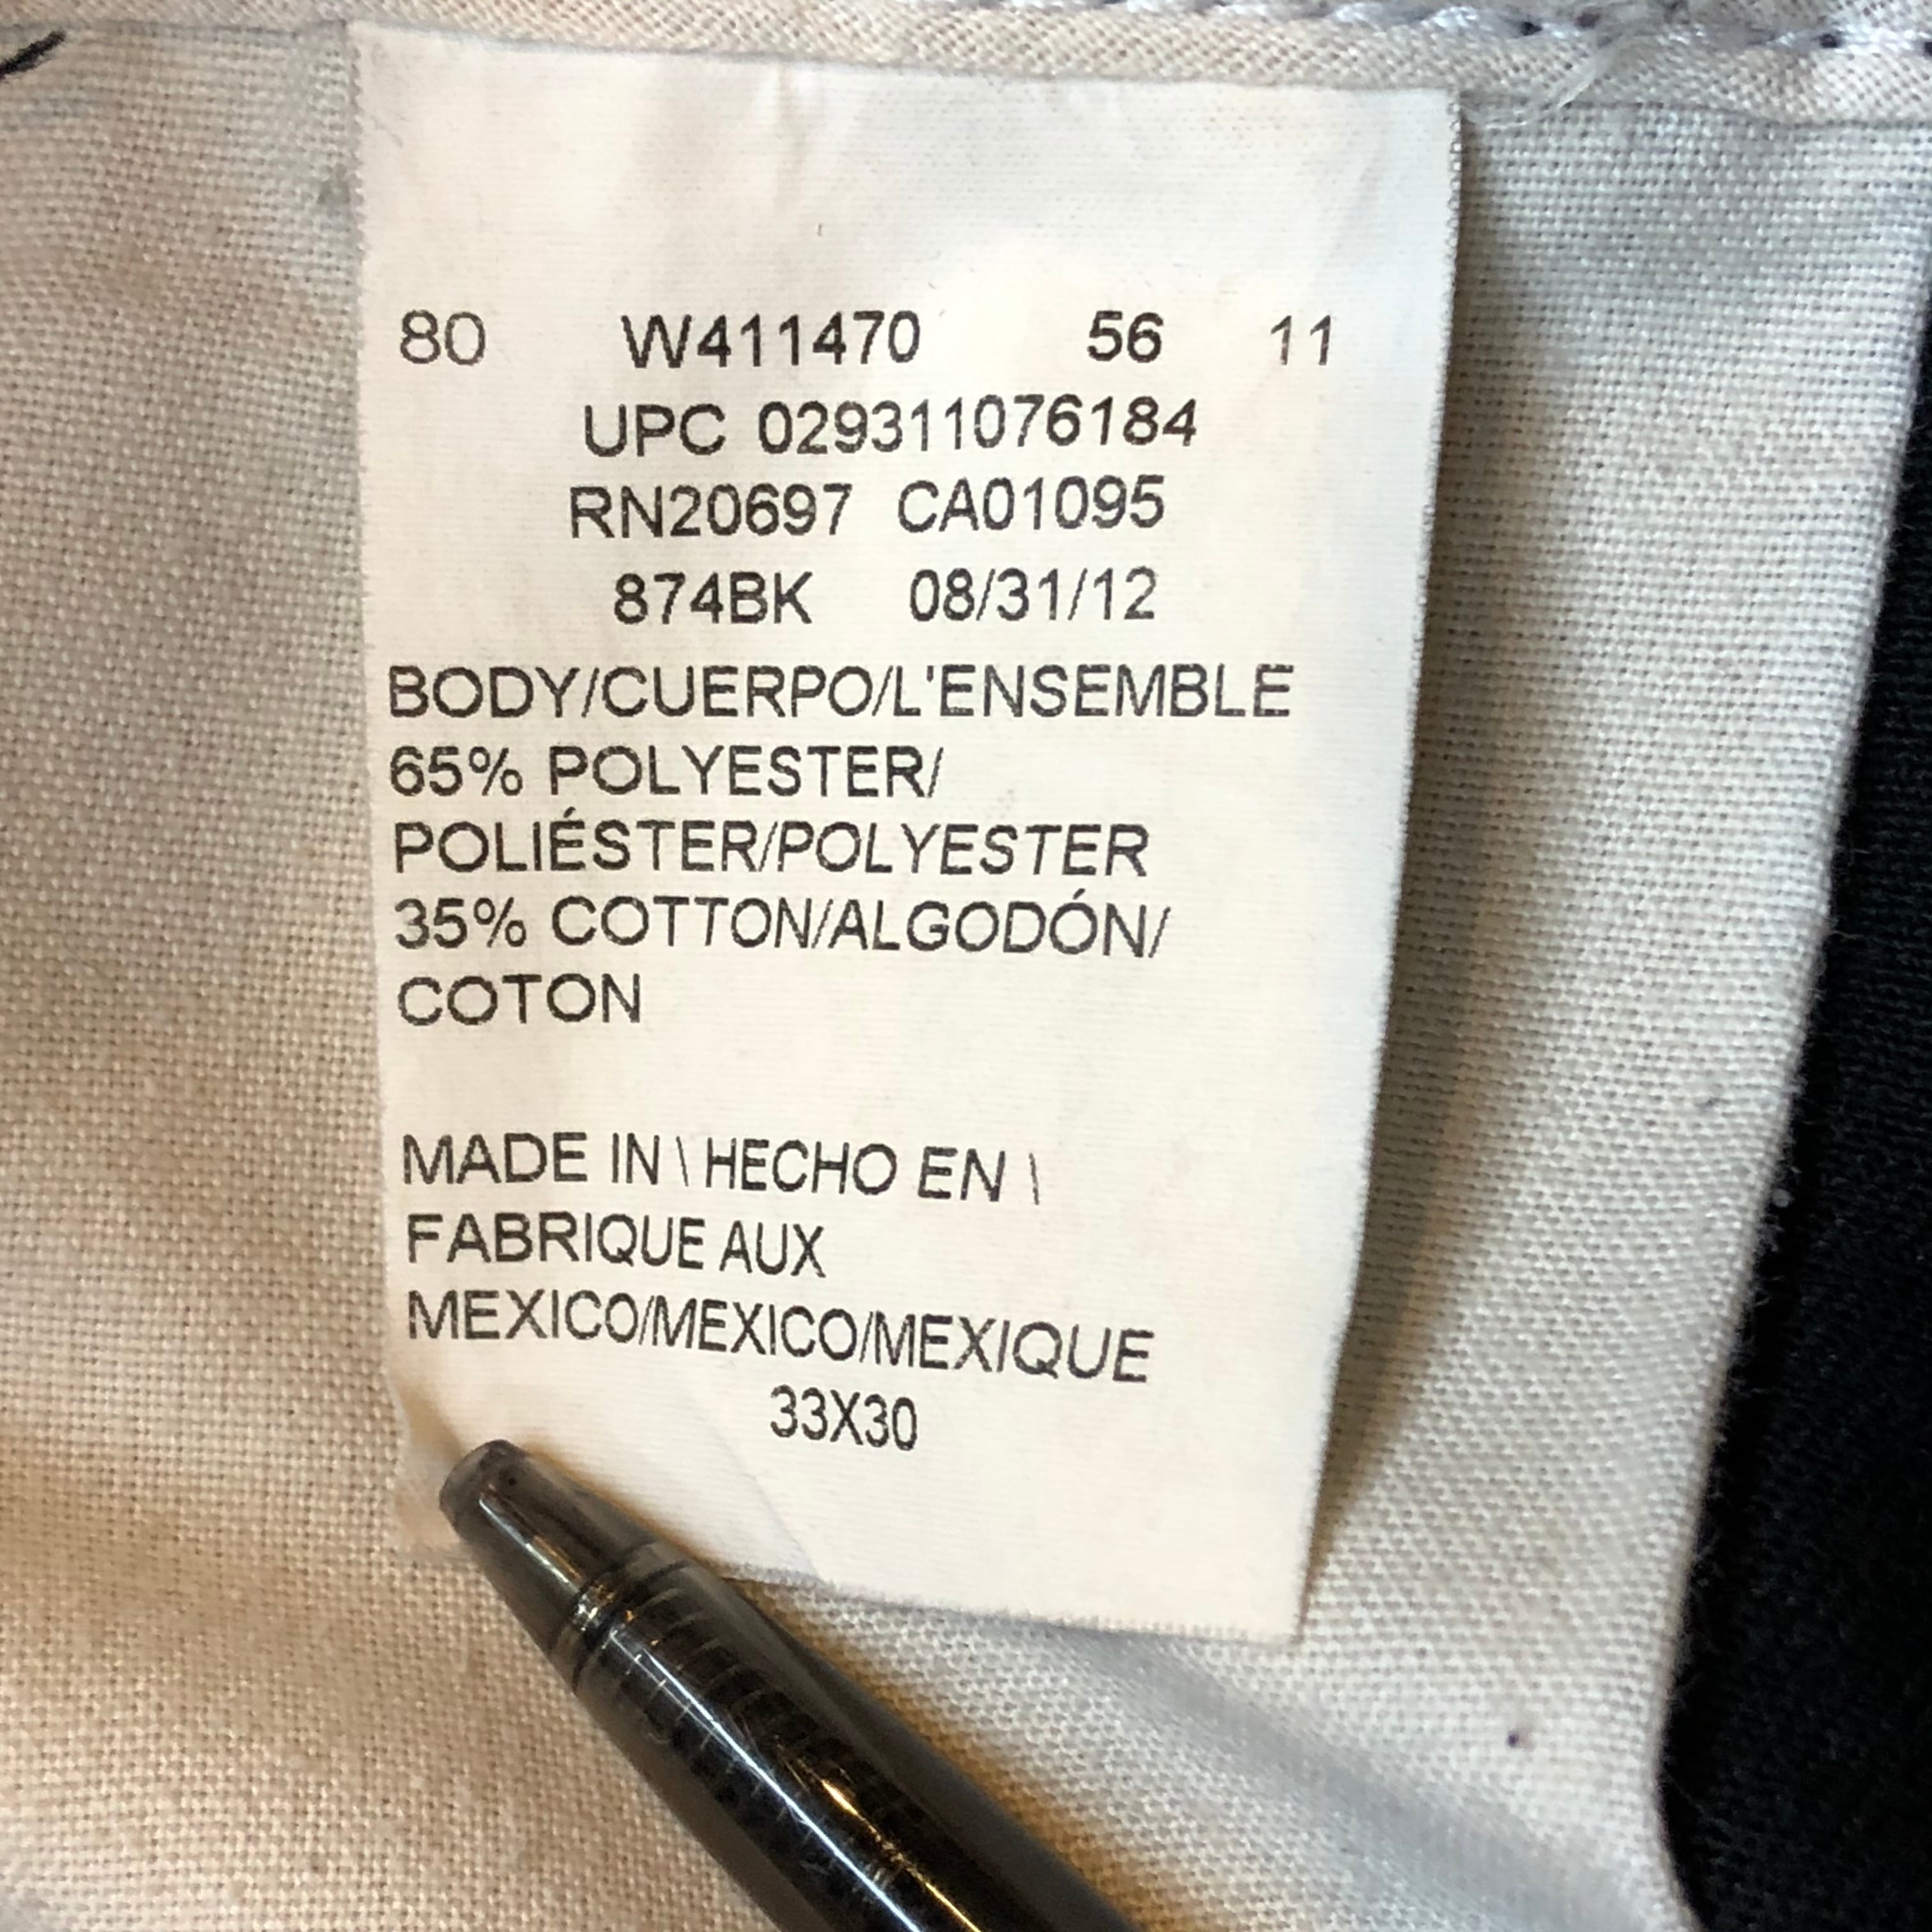 80 W411470 56 11
UPC 029311076184
RN20697 CA01095
874BK 08/31/12
BODY/CUERPO/L'ENSEMBLE
65% POLYESTER/
POLIÉSTER/POLYESTER
35% COTTON/ALGODÓN/
COTON
MADE IN \ HECHO EN \
FABRIQUE AUX
MEXICO/MEXICO/MEXIQUE
33X30